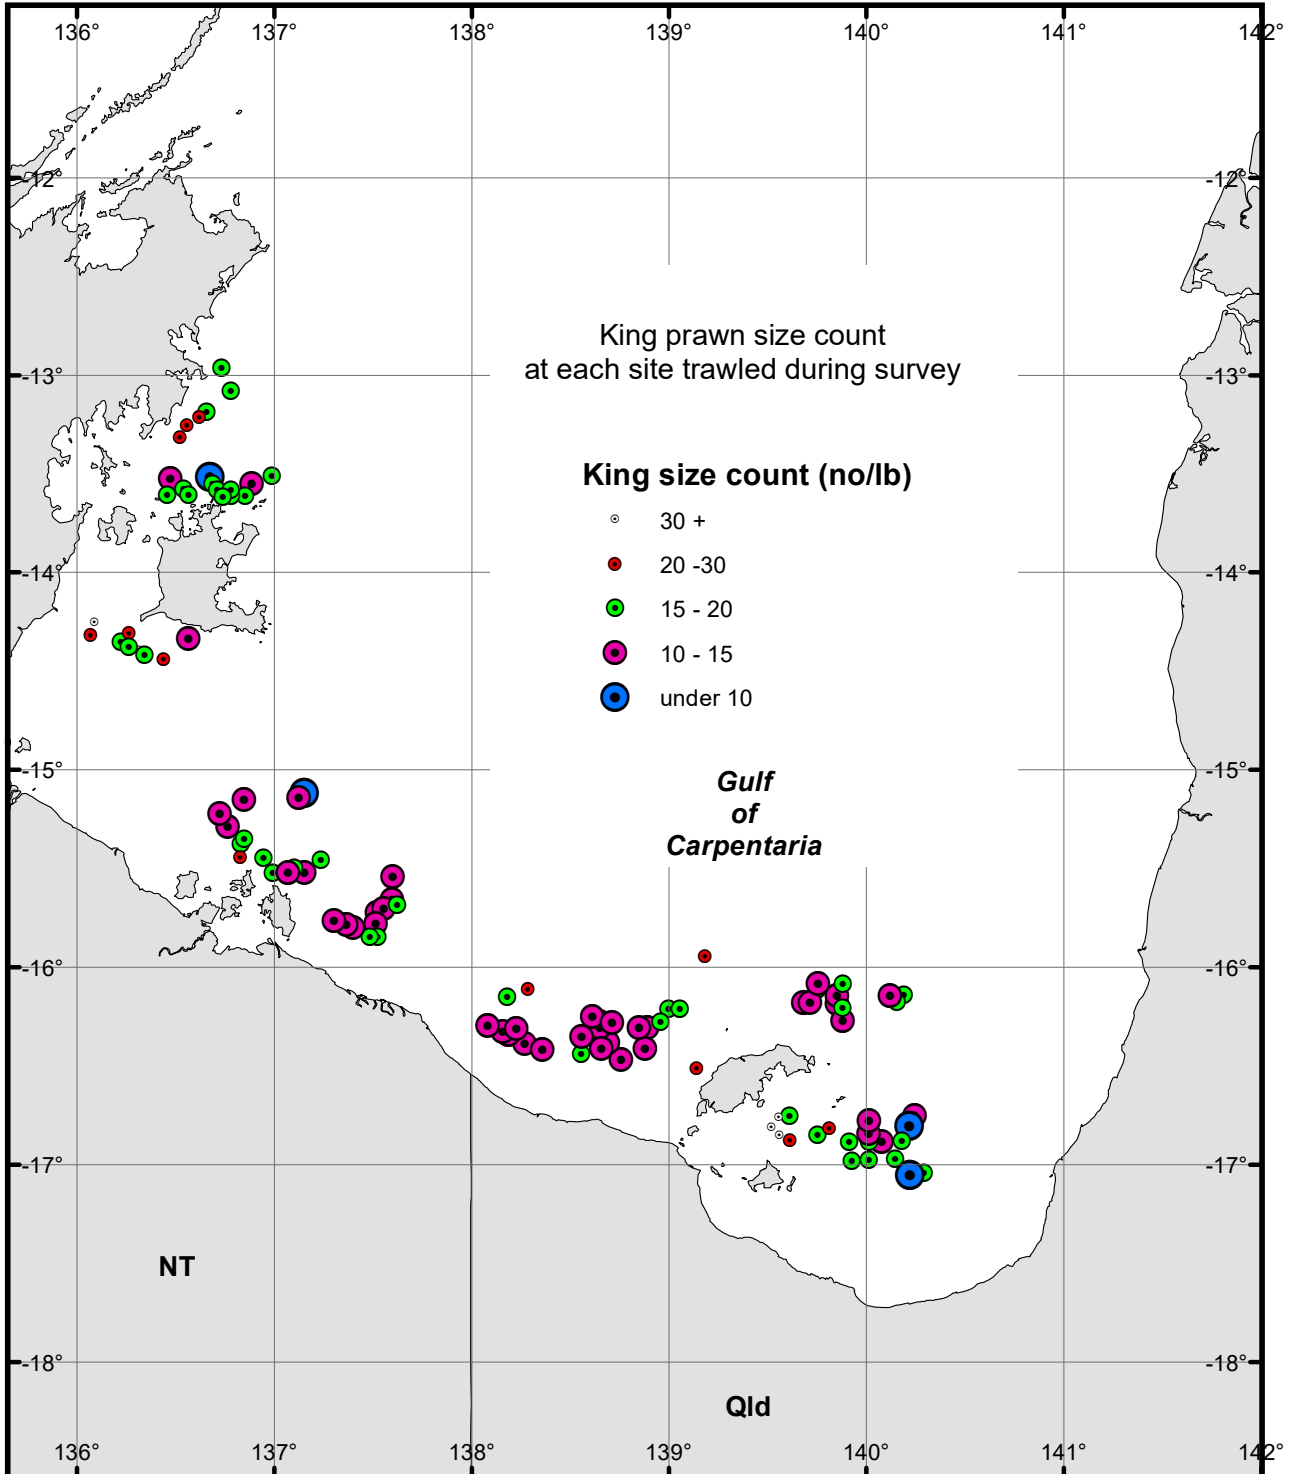 136° 137° 138° 139° 140° 141° 142°
-12° -12°
King prawn size count
at each site trawled during survey
-13° -13°
King size count (no/lb)
30 +
20 -30
-14° -14°
15 - 20
10 - 15
under 10
-15° -15°
Gulf
of
Carpentaria
-16° -16°
-17° -17°
NT
-18° -18°
Qld
136° 137° 138° 139° 140° 141° 142°